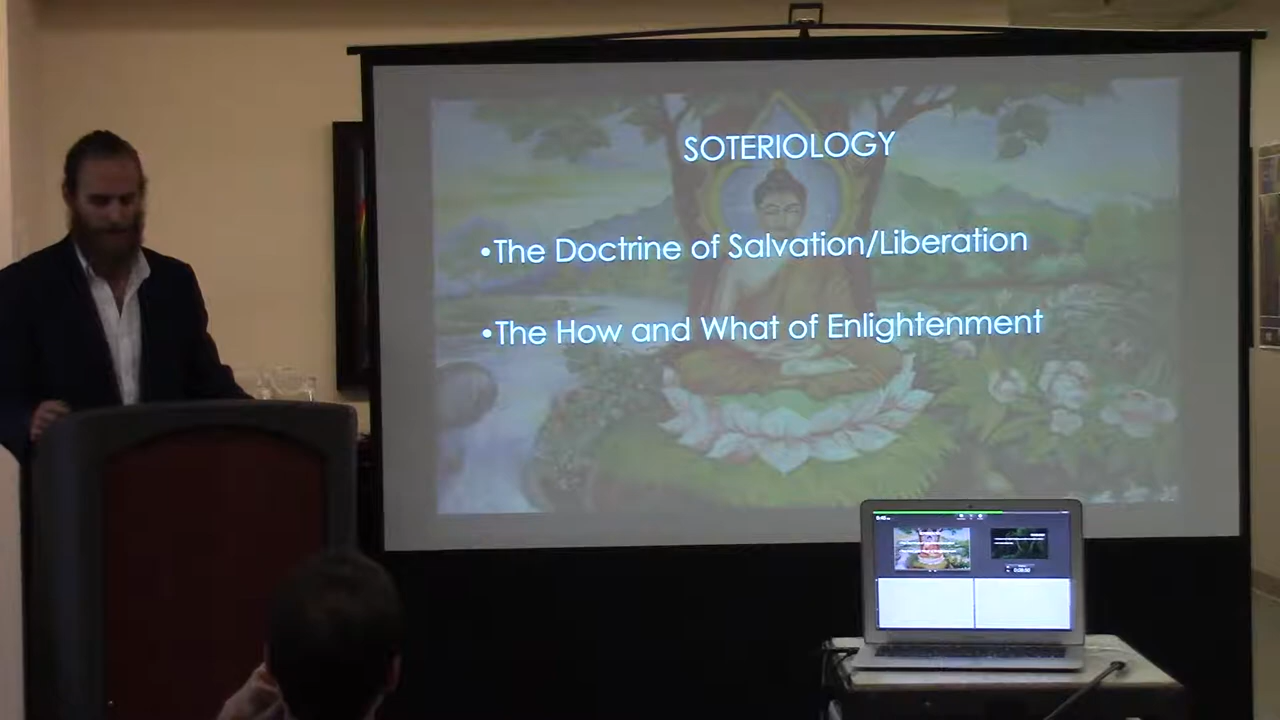 SOTERIOLOGY
•The Doctrine of Salvation/Liberation
•The How and What of Enlightenment